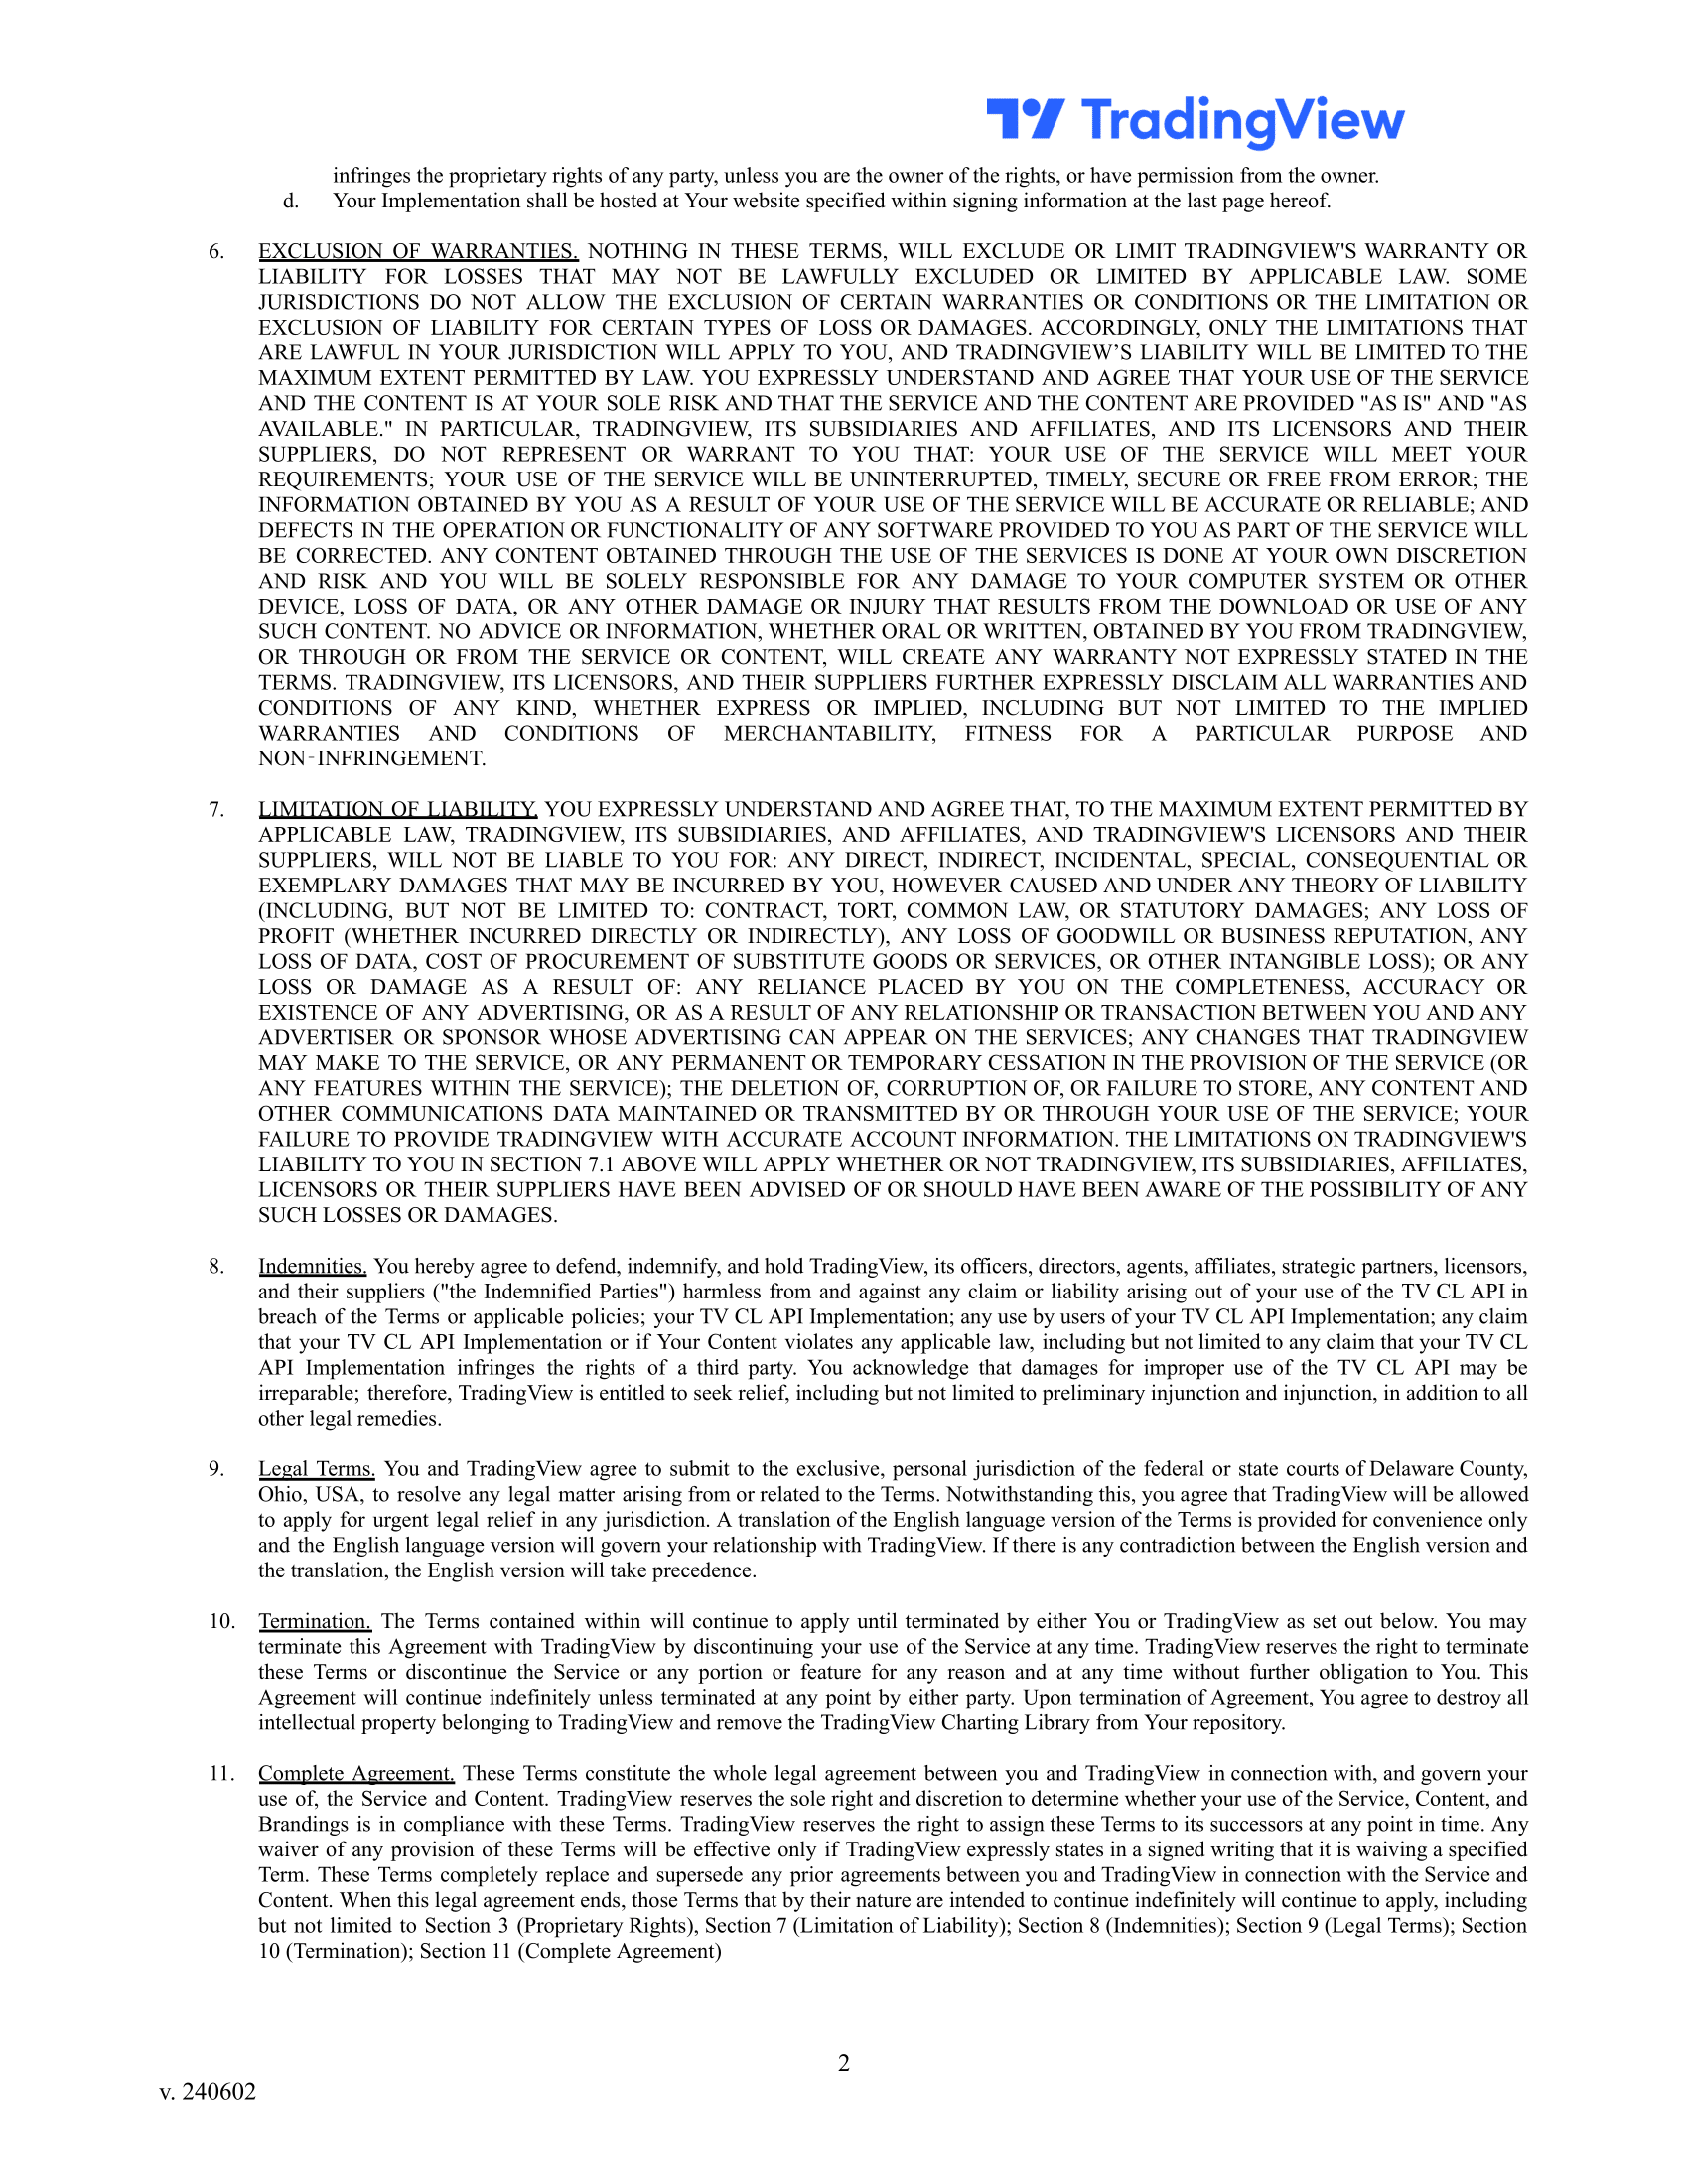 TradingView
infringes the proprietary rights of any party, unless you are the owner of the rights, or have permission from the owner.
d. Your Implementation shall be hosted at Your website specified within signing information at the last page hereof.
6. EXCLUSION OF WARRANTIES. NOTHING IN THESE TERMS, WILL EXCLUDE OR LIMIT TRADINGVIEW'S WARRANTY OR
LIABILITY FOR LOSSES THAT MAY NOT BE LAWFULLY EXCLUDED OR LIMITED BY APPLICABLE LAW. SOME
JURISDICTIONS DO NOT ALLOW THE EXCLUSION OF CERTAIN WARRANTIES OR CONDITIONS OR THE LIMITATION OR
EXCLUSION OF LIABILITY FOR CERTAIN TYPES OF LOSS OR DAMAGES. ACCORDINGLY, ONLY THE LIMITATIONS THAT
ARE LAWFUL IN YOUR JURISDICTION WILL APPLY TO YOU, AND TRADINGVIEW’S LIABILITY WILL BE LIMITED TO THE
MAXIMUM EXTENT PERMITTED BY LAW. YOU EXPRESSLY UNDERSTAND AND AGREE THAT YOUR USE OF THE SERVICE
AND THE CONTENT IS AT YOUR SOLE RISK AND THAT THE SERVICE AND THE CONTENT ARE PROVIDED "AS IS" AND "AS
AVAILABLE." IN PARTICULAR, TRADINGVIEW, ITS SUBSIDIARIES AND AFFILIATES, AND ITS LICENSORS AND THEIR
SUPPLIERS, DO NOT REPRESENT OR WARRANT TO YOU THAT: YOUR USE OF THE SERVICE WILL MEET YOUR
REQUIREMENTS; YOUR USE OF THE SERVICE WILL BE UNINTERRUPTED, TIMELY, SECURE OR FREE FROM ERROR; THE
INFORMATION OBTAINED BY YOU AS A RESULT OF YOUR USE OF THE SERVICE WILL BE ACCURATE OR RELIABLE; AND
DEFECTS IN THE OPERATION OR FUNCTIONALITY OF ANY SOFTWARE PROVIDED TO YOU AS PART OF THE SERVICE WILL
BE CORRECTED. ANY CONTENT OBTAINED THROUGH THE USE OF THE SERVICES IS DONE AT YOUR OWN DISCRETION
AND RISK AND YOU WILL BE SOLELY RESPONSIBLE FOR ANY DAMAGE TO YOUR COMPUTER SYSTEM OR OTHER
DEVICE, LOSS OF DATA, OR ANY OTHER DAMAGE OR INJURY THAT RESULTS FROM THE DOWNLOAD OR USE OF ANY
SUCH CONTENT. NO ADVICE OR INFORMATION, WHETHER ORAL OR WRITTEN, OBTAINED BY YOU FROM TRADINGVIEW,
OR THROUGH OR FROM THE SERVICE OR CONTENT, WILL CREATE ANY WARRANTY NOT EXPRESSLY STATED IN THE
TERMS. TRADINGVIEW, ITS LICENSORS, AND THEIR SUPPLIERS FURTHER EXPRESSLY DISCLAIM ALL WARRANTIES AND
CONDITIONS OF ANY KIND, WHETHER EXPRESS OR IMPLIED, INCLUDING BUT NOT LIMITED TO THE IMPLIED
WARRANTIES AND CONDITIONS OF MERCHANTABILITY, FITNESS FOR A PARTICULAR PURPOSE AND
NON-INFRINGEMENT.
7. LIMITATION OF LIABILITY. YOU EXPRESSLY UNDERSTAND AND AGREE THAT, TO THE MAXIMUM EXTENT PERMITTED BY
APPLICABLE LAW, TRADINGVIEW, ITS SUBSIDIARIES, AND AFFILIATES, AND TRADINGVIEW'S LICENSORS AND THEIR
SUPPLIERS, WILL NOT BE LIABLE TO YOU FOR: ANY DIRECT, INDIRECT, INCIDENTAL, SPECIAL, CONSEQUENTIAL OR
EXEMPLARY DAMAGES THAT MAY BE INCURRED BY YOU, HOWEVER CAUSED AND UNDER ANY THEORY OF LIABILITY
(INCLUDING, BUT NOT BE LIMITED TO: CONTRACT, TORT, COMMON LAW, OR STATUTORY DAMAGES; ANY LOSS OF
PROFIT (WHETHER INCURRED DIRECTLY OR INDIRECTLY), ANY LOSS OF GOODWILL OR BUSINESS REPUTATION, ANY
LOSS OF DATA, COST OF PROCUREMENT OF SUBSTITUTE GOODS OR SERVICES, OR OTHER INTANGIBLE LOSS); OR ANY
LOSS OR DAMAGE AS A RESULT OF: ANY RELIANCE PLACED BY YOU ON THE COMPLETENESS, ACCURACY OR
EXISTENCE OF ANY ADVERTISING, OR AS A RESULT OF ANY RELATIONSHIP OR TRANSACTION BETWEEN YOU AND ANY
ADVERTISER OR SPONSOR WHOSE ADVERTISING CAN APPEAR ON THE SERVICES; ANY CHANGES THAT TRADINGVIEW
MAY MAKE TO THE SERVICE, OR ANY PERMANENT OR TEMPORARY CESSATION IN THE PROVISION OF THE SERVICE (OR
ANY FEATURES WITHIN THE SERVICE); THE DELETION OF, CORRUPTION OF, OR FAILURE TO STORE, ANY CONTENT AND
OTHER COMMUNICATIONS DATA MAINTAINED OR TRANSMITTED BY OR THROUGH YOUR USE OF THE SERVICE; YOUR
FAILURE TO PROVIDE TRADINGVIEW WITH ACCURATE ACCOUNT INFORMATION. THE LIMITATIONS ON TRADINGVIEW'S
LIABILITY TO YOU IN SECTION 7.1 ABOVE WILL APPLY WHETHER OR NOT TRADINGVIEW, ITS SUBSIDIARIES, AFFILIATES,
LICENSORS OR THEIR SUPPLIERS HAVE BEEN ADVISED OF OR SHOULD HAVE BEEN AWARE OF THE POSSIBILITY OF ANY
SUCH LOSSES OR DAMAGES.
8. Indemnities. You hereby agree to defend, indemnify, and hold TradingView, its officers, directors, agents, affiliates, strategic partners, licensors,
and their suppliers ("the Indemnified Parties") harmless from and against any claim or liability arising out of your use of the TV CL API in
breach of the Terms or applicable policies; your TV CL API Implementation; any use by users of your TV CL API Implementation; any claim
that your TV CL API Implementation or if Your Content violates any applicable law, including but not limited to any claim that your TV CL
API Implementation infringes the rights of a third party. You acknowledge that damages for improper use of the TV CL API may be
irreparable; therefore, TradingView is entitled to seek relief, including but not limited to preliminary injunction and injunction, in addition to all
other legal remedies.
9. Legal Terms. You and TradingView agree to submit to the exclusive, personal jurisdiction of the federal or state courts of Delaware County,
Ohio, USA, to resolve any legal matter arising from or related to the Terms. Notwithstanding this, you agree that TradingView will be allowed
to apply for urgent legal relief in any jurisdiction. A translation of the English language version of the Terms is provided for convenience only
and the English language version will govern your relationship with TradingView. If there is any contradiction between the English version and
the translation, the English version will take precedence.
10. Termination. The Terms contained within will continue to apply until terminated by either You or TradingView as set out below. You may
terminate this Agreement with TradingView by discontinuing your use of the Service at any time. TradingView reserves the right to terminate
these Terms or discontinue the Service or any portion or feature for any reason and at any time without further obligation to You. This
Agreement will continue indefinitely unless terminated at any point by either party. Upon termination of Agreement, You agree to destroy all
intellectual property belonging to TradingView and remove the TradingView Charting Library from Your repository.
11. Complete Agreement. These Terms constitute the whole legal agreement between you and TradingView in connection with, and govern your
use of, the Service and Content. TradingView reserves the sole right and discretion to determine whether your use of the Service, Content, and
Brandings is in compliance with these Terms. TradingView reserves the right to assign these Terms to its successors at any point in time. Any
waiver of any provision of these Terms will be effective only if TradingView expressly states in a signed writing that it is waiving a specified
Term. These Terms completely replace and supersede any prior agreements between you and TradingView in connection with the Service and
Content. When this legal agreement ends, those Terms that by their nature are intended to continue indefinitely will continue to apply, including
but not limited to Section 3 (Proprietary Rights), Section 7 (Limitation of Liability); Section 8 (Indemnities); Section 9 (Legal Terms); Section
10 (Termination); Section 11 (Complete Agreement)
2
v. 240602